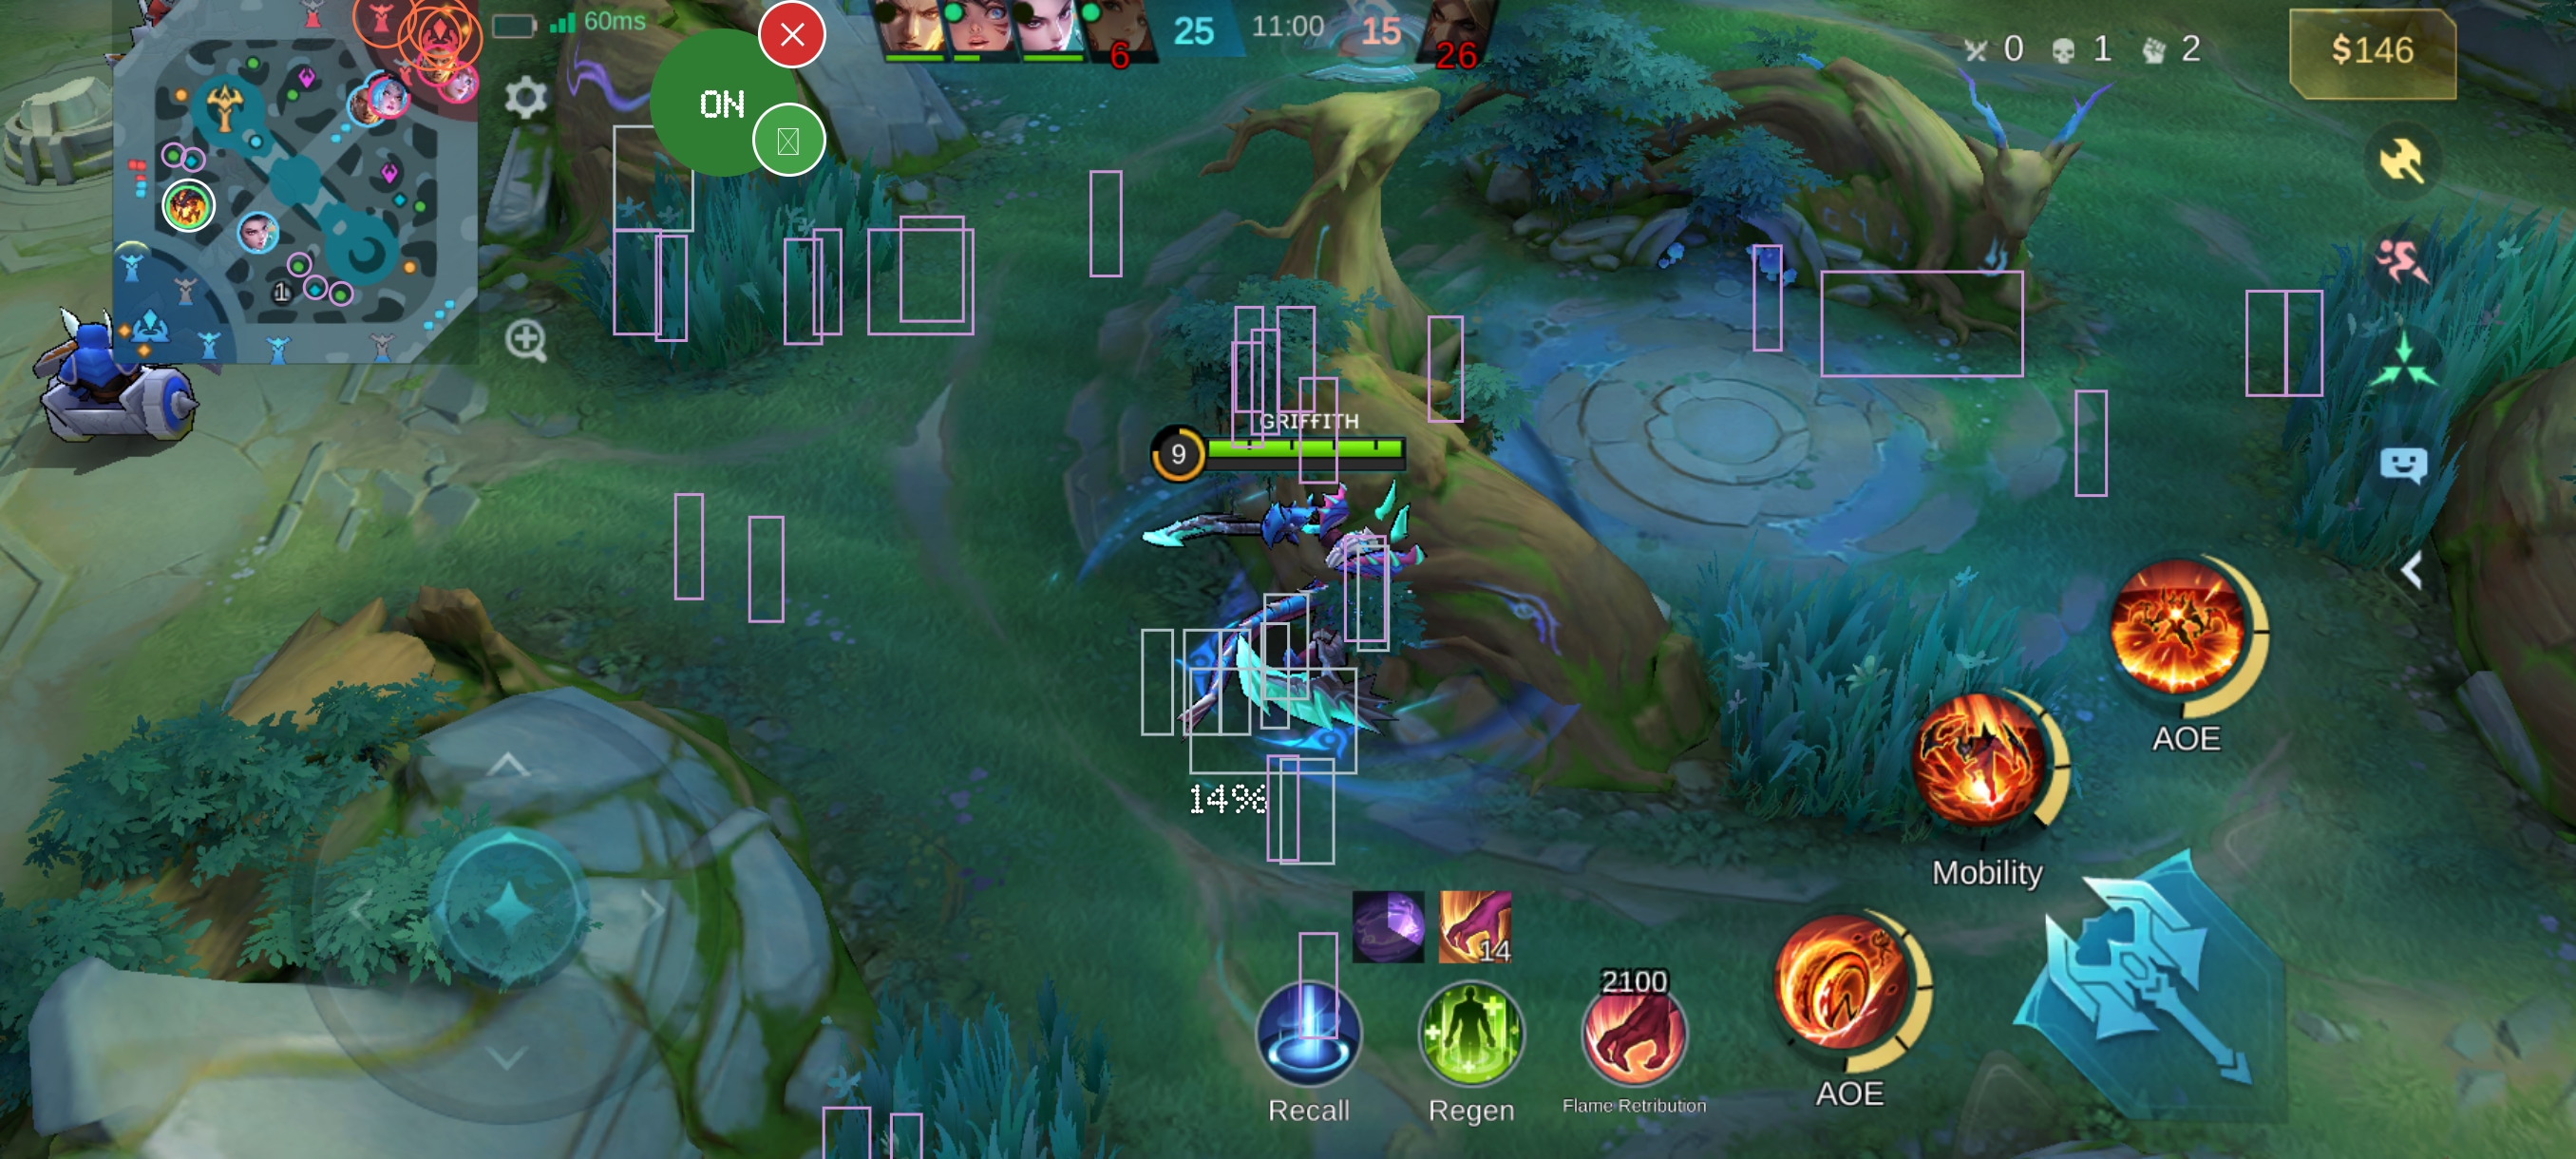 60ms
ON
6
25
11:00
15
26
0
1
2
$146
1
GRIFFITH
9
14%
AOE
Mobility
14
2100
Recall
Regen
Flame Retribution
AOE